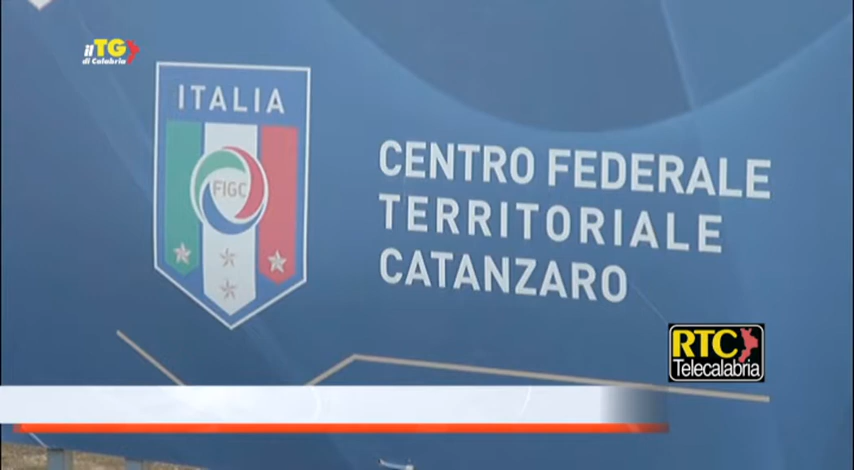 il TG
di Calabria
ITALIA
FIGC
CENTRO FEDERALE
TERRITORIALE
CATANZARO
RTC
Telecalabria